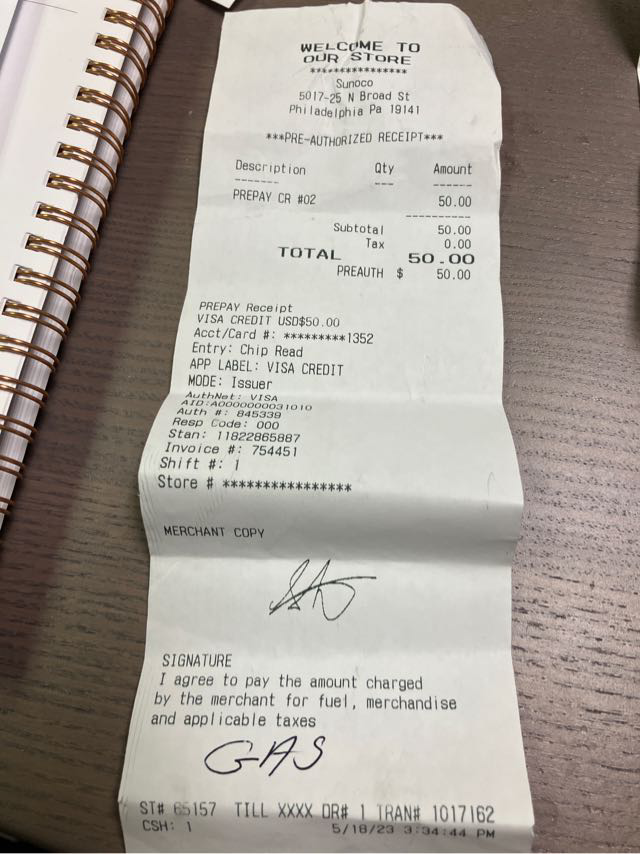 WELCOME TO
OUR STORE
****************
Sunoco
5017-25 N Broad St
Philadelphia Pa 19141
***PRE-AUTHORIZED RECEIPT***
Description Qty Amount
------- --- ------
PREPAY CR #02 50.00
----------
Subtotal 50.00
Tax 0.00
TOTAL 50.00
PREAUTH $ 50.00
PREPAY Receipt
VISA CREDIT USD$50.00
Acct/Card #: *********1352
Entry: Chip Read
APP LABEL: VISA CREDIT
MODE: Issuer
AuthNet: VISA
AID:A0000000031010
Auth #: 845339
Resp Code: 000
Stan: 11822865887
Invoice #: 754451
Shift #: 1
Store # ****************
MERCHANT COPY
SIGNATURE
I agree to pay the amount charged
by the merchant for fuel, merchandise
and applicable taxes
GAS
ST# 65157 TILL XXXX DR# 1 TRAN# 1017162
CSH: 1 5/18/23 3:34:44 PM